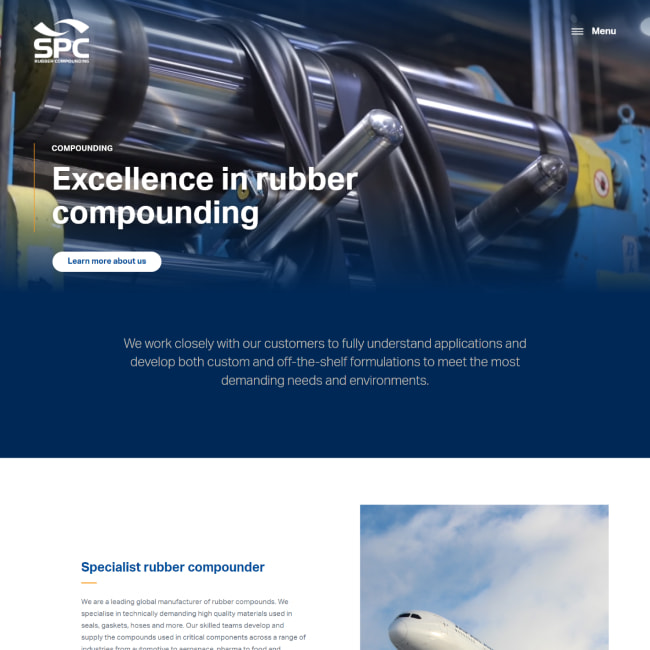 SPC
RUBBER COMPOUNDING
Menu
COMPOUNDING
Excellence in rubber
compounding
Learn more about us
We work closely with our customers to fully understand applications and
develop both custom and off-the-shelf formulations to meet the most
demanding needs and environments.
Specialist rubber compounder
We are a leading global manufacturer of rubber compounds. We
specialise in technically demanding high quality materials used in
seals, gaskets, hoses and more. Our skilled teams develop and
supply the compounds used in critical components across a range of
industries from automotive to aerospace, pharma to food and